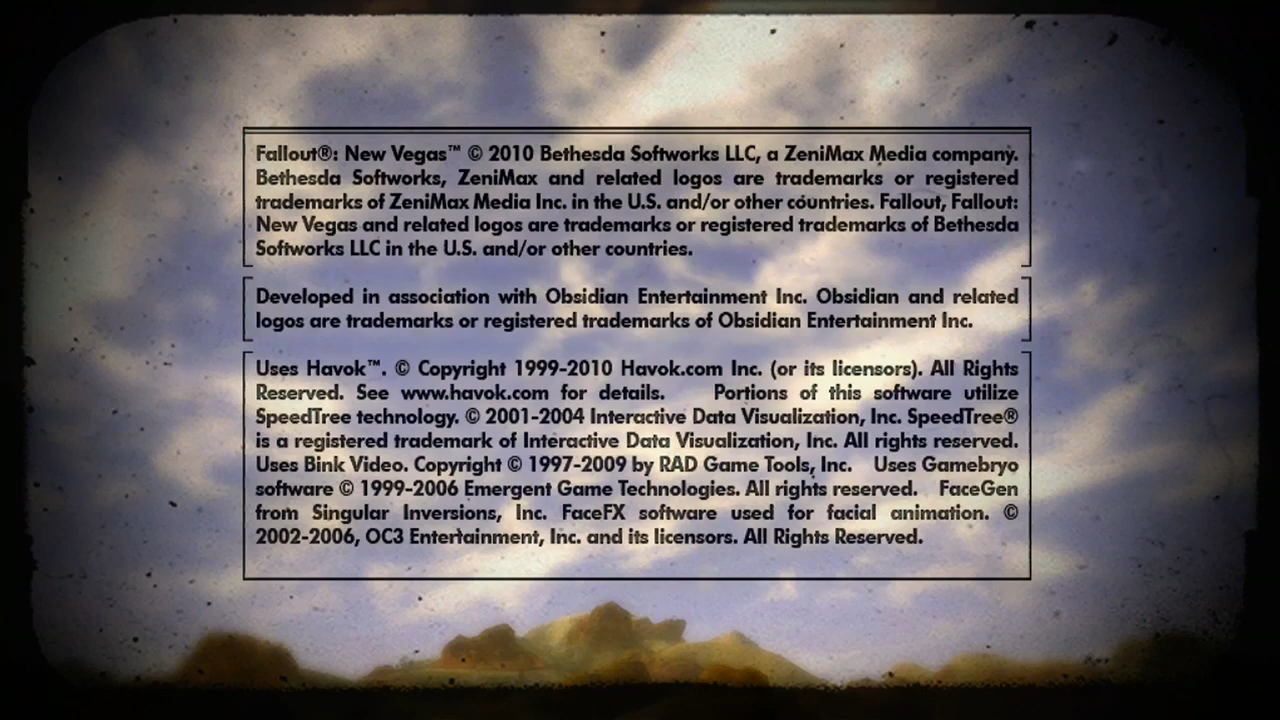 Fallout®: New Vegas™ © 2010 Bethesda Softworks LLC, a ZeniMax Media company.
Bethesda Softworks, ZeniMax and related logos are trademarks or registered
trademarks of ZeniMax Media Inc. in the U.S. and/or other countries. Fallout, Fallout:
New Vegas and related logos are trademarks or registered trademarks of Bethesda
Softworks LLC in the U.S. and/or other countries.
Developed in association with Obsidian Entertainment Inc. Obsidian and related
logos are trademarks or registered trademarks of Obsidian Entertainment Inc.
Uses Havok™. © Copyright 1999-2010 Havok.com Inc. (or its licensors). All Rights
Reserved. See www.havok.com for details. Portions of this software utilize
SpeedTree technology. © 2001-2004 Interactive Data Visualization, Inc. SpeedTree®
is a registered trademark of Interactive Data Visualization, Inc. All rights reserved.
Uses Bink Video. Copyright © 1997-2009 by RAD Game Tools, Inc. Uses Gamebryo
software © 1999-2006 Emergent Game Technologies. All rights reserved. FaceGen
from Singular Inversions, Inc. FaceFX software used for facial animation. ©
2002-2006, OC3 Entertainment, Inc. and its licensors. All Rights Reserved.